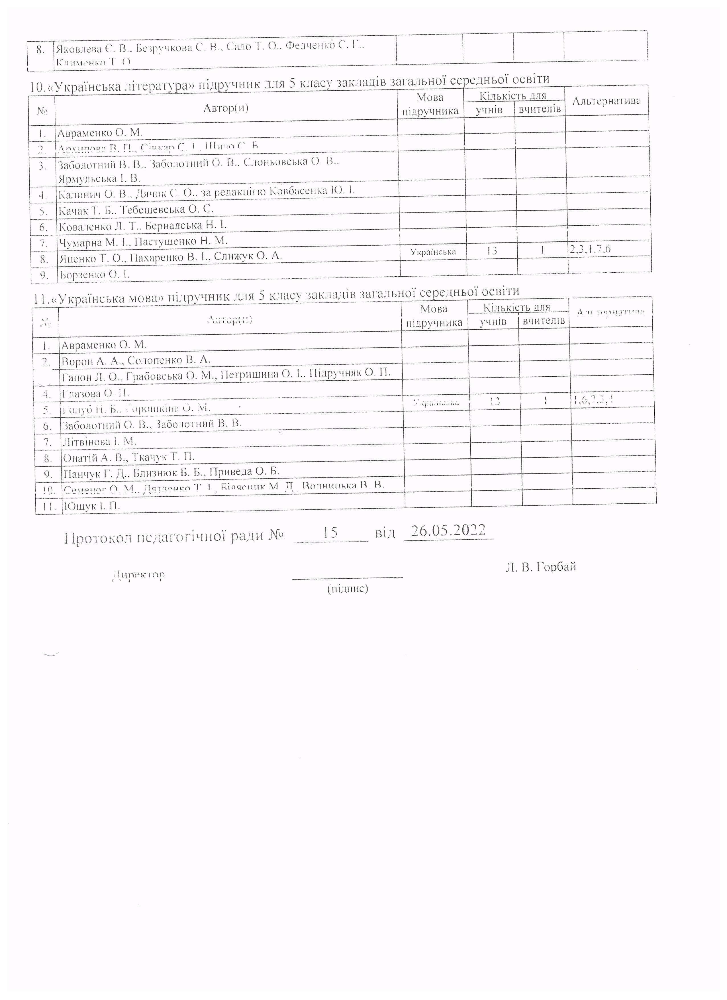 8. Яковлева Є. В., Безручкова С. В., Сало Т. О., Федченко С. Г.,
Клименко Т. О
10.«Українська література» підручник для 5 класу закладів загальної середньої освіти
№ Автор(и) Мова підручника Кількість для учнів вчителів Альтернатива
1. Авраменко О. М.
2. Архипова В. П., Січкар С. І., Шило С. Б
3. Заболотний В. В., Заболотний О. В., Слоньовська О. В.,
Ярмульська І. В.
4. Калинич О. В., Дячок С. О., за редакцією Ковбасенка Ю. І.
5. Качак Т. Б., Тебешевська О. С.
6. Коваленко Л. Т., Бернадська Н. І.
7. Чумарна М. І., Пастушенко Н. М.
8. Яценко Т. О., Пахаренко В. І., Слижук О. А. Українська 13 1 2,3,1,7,6
9. Борзенко О. І.
11.«Українська мова» підручник для 5 класу закладів загальної середньої освіти
№ Автор(и) Мова підручника Кількість для учнів вчителів Альтернатива
1. Авраменко О. М.
2. Ворон А. А., Солопенко В. А.
Гапон Л. О., Грабовська О. М., Петришина О. І., Підручняк О. П.
4. Глазова О. П.
5. Голуб Н. Б., Горошкіна О. М. Українська 13 1 1,6,7,3,4
6. Заболотний О. В., Заболотний В. В.
7. Літвінова І. М.
8. Онатій А. В., Ткачук Т. П.
9. Панчук Г. Д., Близнюк Б. Б., Приведа О. Б.
10. Семеног О. М., Дятленко Т. І., Білясник М. Д., Водницька В. В.
11. Ющук І. П.
Протокол педагогічної ради № 15 від 26.05.2022
Директор Л. В. Горбай
(підпис)